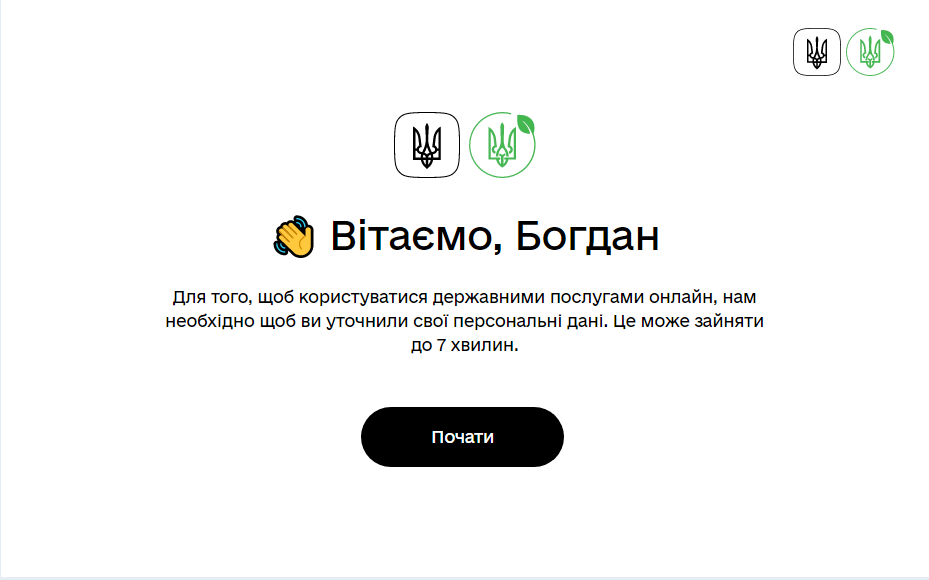 Вітаємо, Богдан
Для того, щоб користуватися державними послугами онлайн, нам
необхідно щоб ви уточнили свої персональні дані. Це може зайняти
до 7 хвилин.
Почати